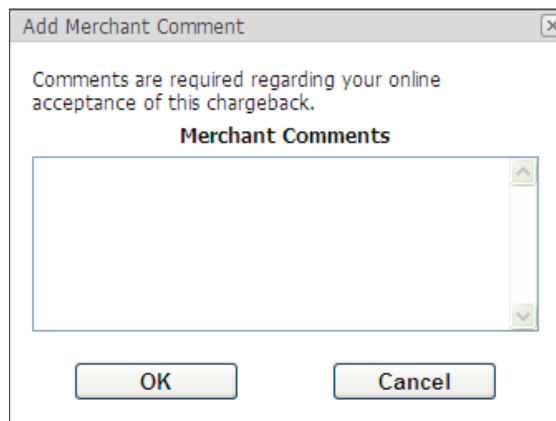 Add Merchant Comment
Comments are required regarding your online
acceptance of this chargeback.
Merchant Comments
OK Cancel